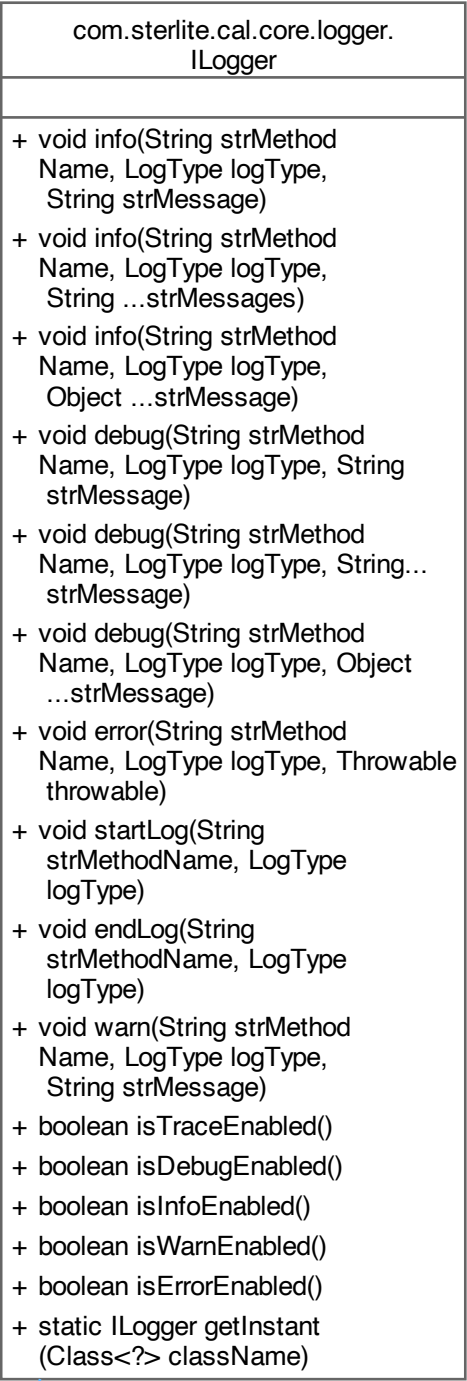 com.sterlite.cal.core.logger.
ILogger
+ void info(String strMethod
Name, LogType logType,
String strMessage)
+ void info(String strMethod
Name, LogType logType,
String ...strMessages)
+ void info(String strMethod
Name, LogType logType,
Object ...strMessage)
+ void debug(String strMethod
Name, LogType logType, String
strMessage)
+ void debug(String strMethod
Name, LogType logType, String...
strMessage)
+ void debug(String strMethod
Name, LogType logType, Object
...strMessage)
+ void error(String strMethod
Name, LogType logType, Throwable
throwable)
+ void startLog(String
strMethodName, LogType
logType)
+ void endLog(String
strMethodName, LogType
logType)
+ void warn(String strMethod
Name, LogType logType,
String strMessage)
+ boolean isTraceEnabled()
+ boolean isDebugEnabled()
+ boolean isInfoEnabled()
+ boolean isWarnEnabled()
+ boolean isErrorEnabled()
+ static ILogger getInstant
(Class<?> className)